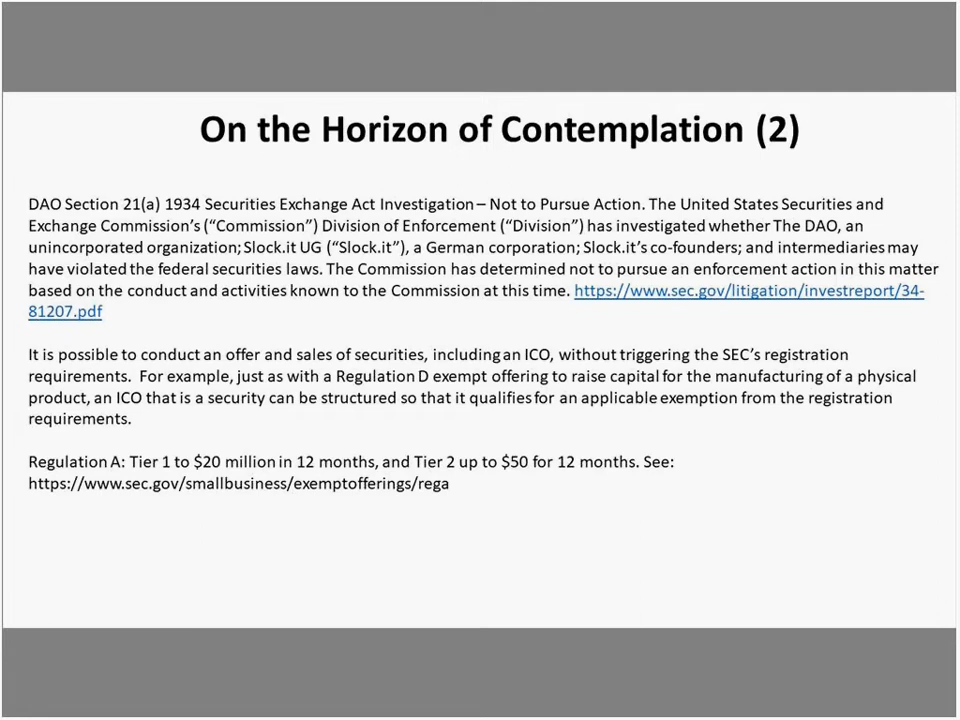 On the Horizon of Contemplation (2)
DAO Section 21(a) 1934 Securities Exchange Act Investigation – Not to Pursue Action. The United States Securities and
Exchange Commission's (“Commission”) Division of Enforcement (“Division”) has investigated whether The DAO, an
unincorporated organization; Slock.it UG (“Slock.it”), a German corporation; Slock.it's co-founders; and intermediaries may
have violated the federal securities laws. The Commission has determined not to pursue an enforcement action in this matter
based on the conduct and activities known to the Commission at this time. https://www.sec.gov/litigation/investreport/34-
81207.pdf
It is possible to conduct an offer and sales of securities, including an ICO, without triggering the SEC's registration
requirements. For example, just as with a Regulation D exempt offering to raise capital for the manufacturing of a physical
product, an ICO that is a security can be structured so that it qualifies for an applicable exemption from the registration
requirements.
Regulation A: Tier 1 to $20 million in 12 months, and Tier 2 up to $50 for 12 months. See:
https://www.sec.gov/smallbusiness/exemptofferings/rega